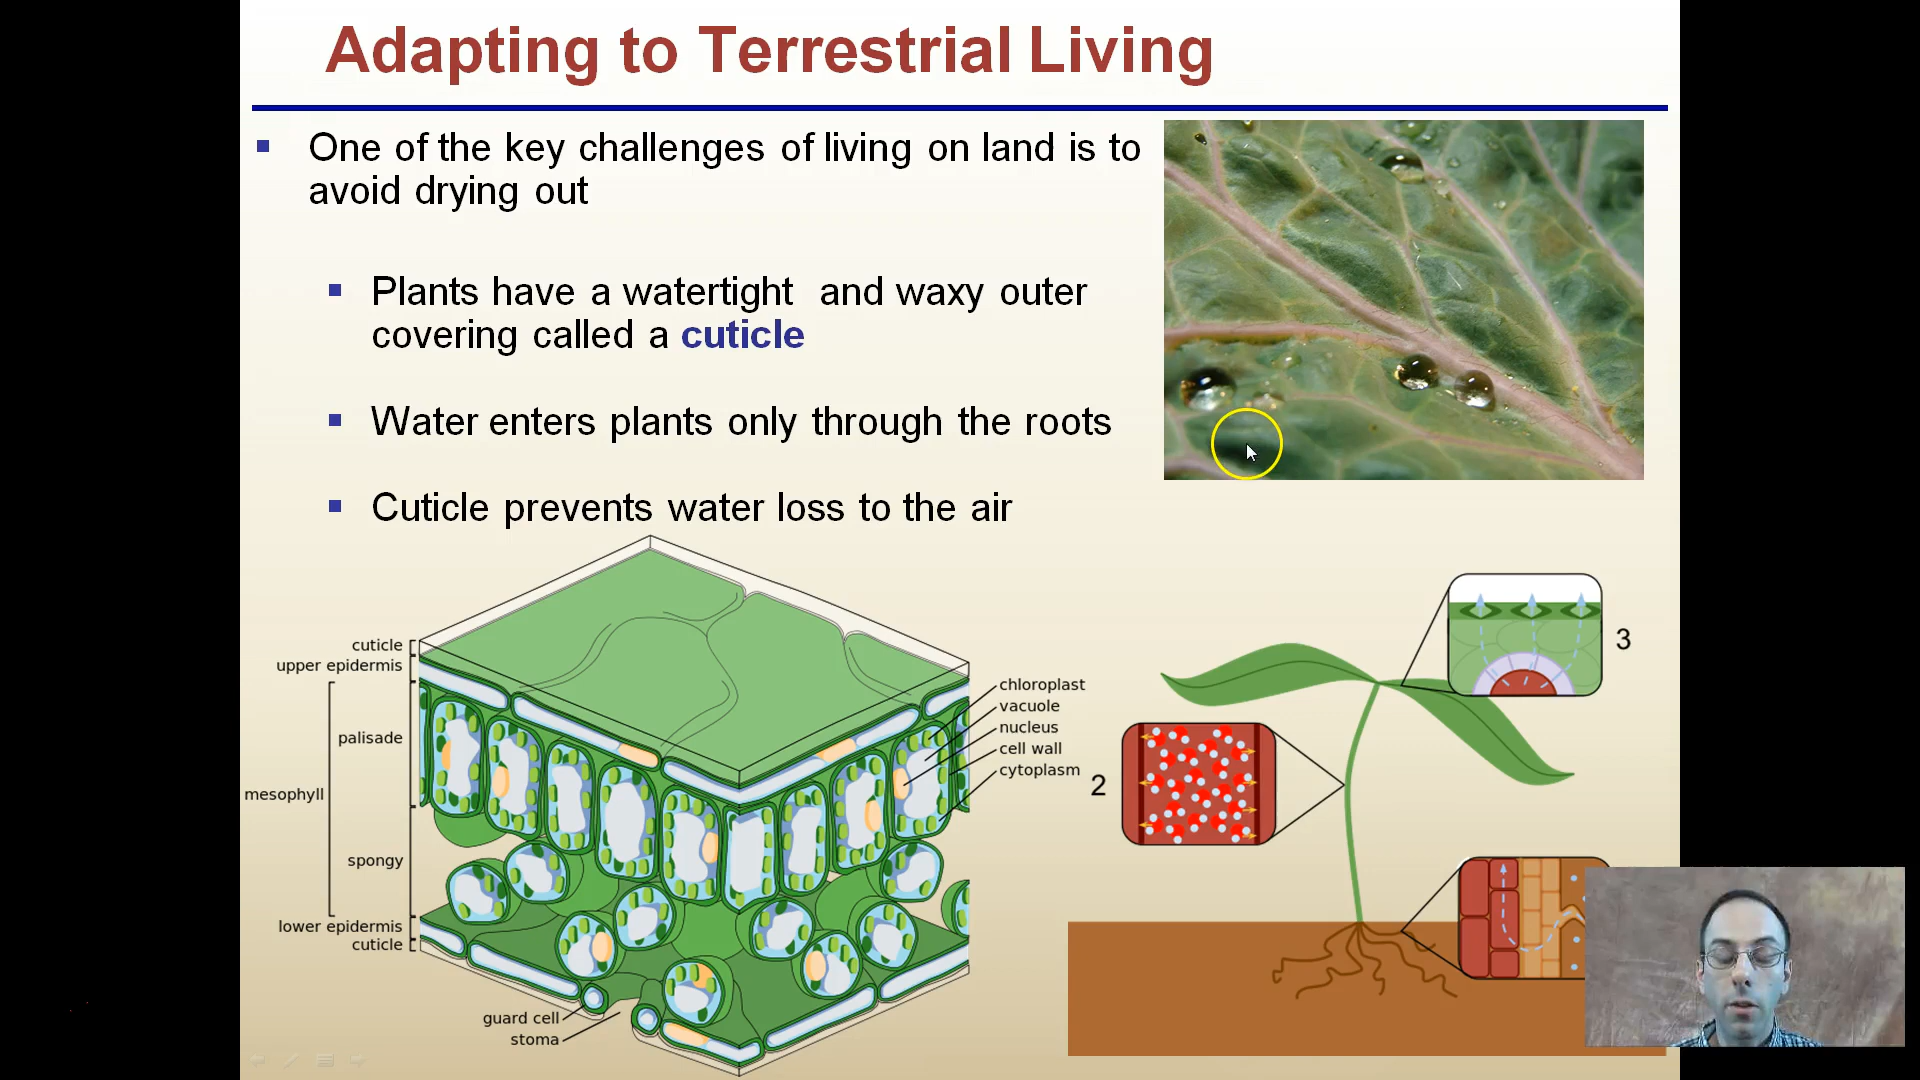 Adapting to Terrestrial Living
One of the key challenges of living on land is to
avoid drying out
Plants have a watertight and waxy outer
covering called a cuticle
Water enters plants only through the roots
Cuticle prevents water loss to the air
cuticle
upper epidermis
palisade
mesophyll
spongy
lower epidermis
cuticle
guard cell
stoma
chloroplast
vacuole
nucleus
cell wall
cytoplasm
2
3